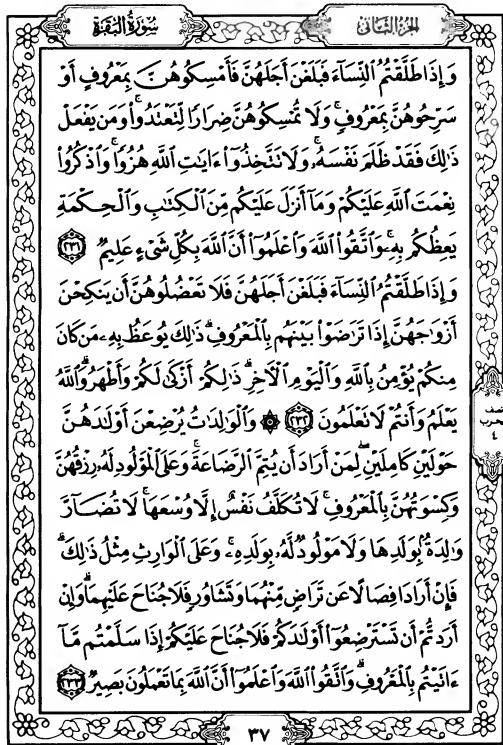 الجزء الثاني
سورة البقرة
وَإِذَا طَلَّقْتُمُ ٱلنِّسَآءَ فَبَلَغْنَ أَجَلَهُنَّ فَأَمْسِكُوهُنَّ بِمَعْرُوفٍ أَوْ
سَرِّحُوهُنَّ بِمَعْرُوفٍ ۚ وَلَا تُمْسِكُوهُنَّ ضِرَارًا لِّتَعْتَدُوا۟ ۚ وَمَن يَفْعَلْ
ذَٰلِكَ فَقَدْ ظَلَمَ نَفْسَهُۥ ۚ وَلَا تَتَّخِذُوٓا۟ ءَايَٰتِ ٱللَّهِ هُزُوًا ۚ وَٱذْكُرُوا۟
نِعْمَتَ ٱللَّهِ عَلَيْكُمْ وَمَآ أَنزَلَ عَلَيْكُم مِّنَ ٱلْكِتَٰبِ وَٱلْحِكْمَةِ
يَعِظُكُم بِهِۦ ۚ وَٱتَّقُوا۟ ٱللَّهَ وَٱعْلَمُوٓا۟ أَنَّ ٱللَّهَ بِكُلِّ شَىْءٍ عَلِيمٌ ٢٣١
وَإِذَا طَلَّقْتُمُ ٱلنِّسَآءَ فَبَلَغْنَ أَجَلَهُنَّ فَلَا تَعْضُلُوهُنَّ أَن يَنكِحْنَ
أَزْوَٰجَهُنَّ إِذَا تَرَٰضَوْا۟ بَيْنَهُم بِٱلْمَعْرُوفِ ۗ ذَٰلِكَ يُوعَظُ بِهِۦ مَن كَانَ
مِنكُمْ يُؤْمِنُ بِٱللَّهِ وَٱلْيَوْمِ ٱلْءَاخِرِ ۗ ذَٰلِكُمْ أَزْكَىٰ لَكُمْ وَأَطْهَرُ ۗ وَٱللَّهُ
يَعْلَمُ وَأَنتُمْ لَا تَعْلَمُونَ ٢٣٢ ۞ وَٱلْوَٰلِدَٰتُ يُرْضِعْنَ أَوْلَٰدَهُنَّ
حَوْلَيْنِ كَامِلَيْنِ ۖ لِمَنْ أَرَادَ أَن يُتِمَّ ٱلرَّضَاعَةَ ۚ وَعَلَى ٱلْمَوْلُودِ لَهُۥ رِزْقُهُنَّ
وَكِسْوَتُهُنَّ بِٱلْمَعْرُوفِ ۚ لَا تُكَلَّفُ نَفْسٌ إِلَّا وُسْعَهَا ۚ لَا تُضَآرَّ
وَٰلِدَةٌۢ بِوَلَدِهَا وَلَا مَوْلُودٌ لَّهُۥ بِوَلَدِهِۦ ۚ وَعَلَى ٱلْوَارِثِ مِثْلُ ذَٰلِكَ ۗ
فَإِنْ أَرَادَا فِصَالًا عَن تَرَاضٍ مِّنْهُمَا وَتَشَاوُرٍ فَلَا جُنَاحَ عَلَيْهِمَا ۗ وَإِنْ
أَرَدتُّمْ أَن تَسْتَرْضِعُوٓا۟ أَوْلَٰدَكُمْ فَلَا جُنَاحَ عَلَيْكُمْ إِذَا سَلَّمْتُم مَّآ
ءَاتَيْتُم بِٱلْمَعْرُوفِ ۗ وَٱتَّقُوا۟ ٱللَّهَ وَٱعْلَمُوٓا۟ أَنَّ ٱللَّهَ بِمَا تَعْمَلُونَ بَصِيرٌ ٢٣٣
نصف
الحزب
٤
٣٧